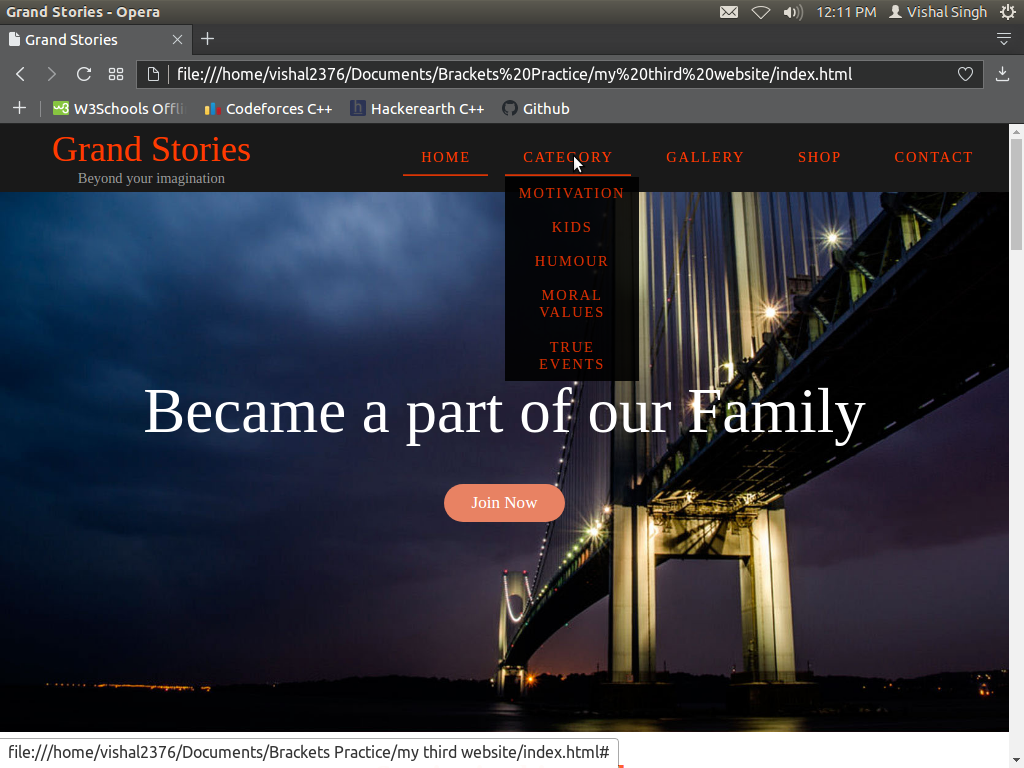 Grand Stories - Opera
12:11 PM Vishal Singh
Grand Stories
file:///home/vishal2376/Documents/Brackets%20Practice/my%20third%20website/index.html
W3Schools Offli
Codeforces C++
Hackerearth C++
Github
Grand Stories
Beyond your imagination
HOME CATEGORY GALLERY SHOP CONTACT
MOTIVATION
KIDS
HUMOUR
MORAL
VALUES
TRUE
EVENTS
Became a part of our Family
Join Now
file:///home/vishal2376/Documents/Brackets Practice/my third website/index.html#